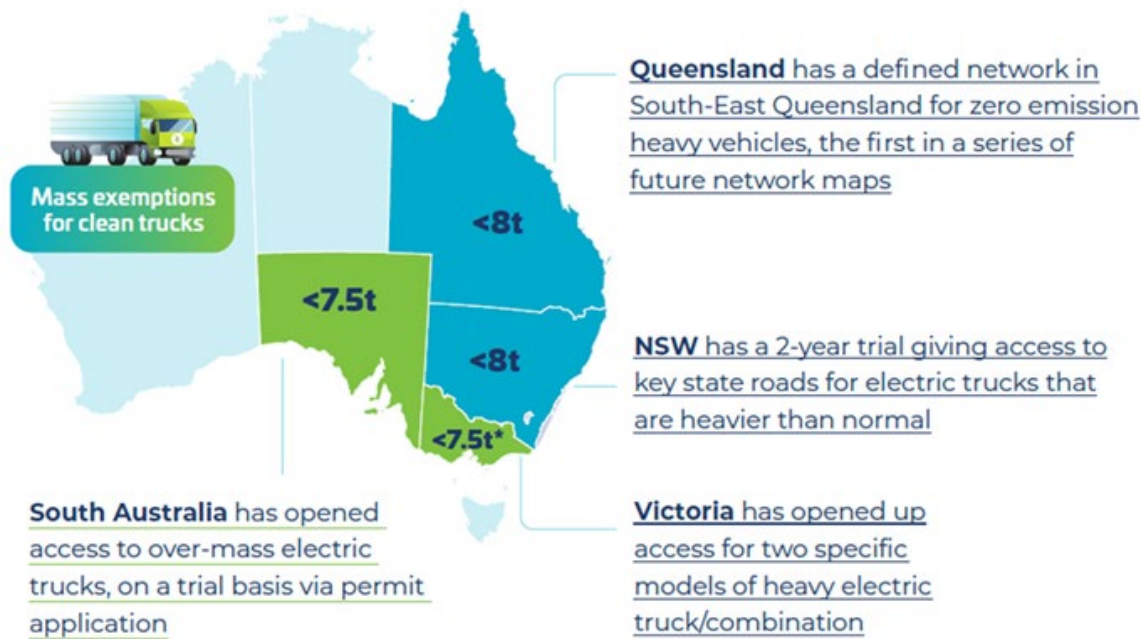 Mass exemptions
for clean trucks
Queensland has a defined network in
South-East Queensland for zero emission
heavy vehicles, the first in a series of
future network maps
<8t
<7.5t
<8t
<7.5t*
NSW has a 2-year trial giving access to
key state roads for electric trucks that
are heavier than normal
South Australia has opened
access to over-mass electric
trucks, on a trial basis via permit
application
Victoria has opened up
access for two specific
models of heavy electric
truck/combination